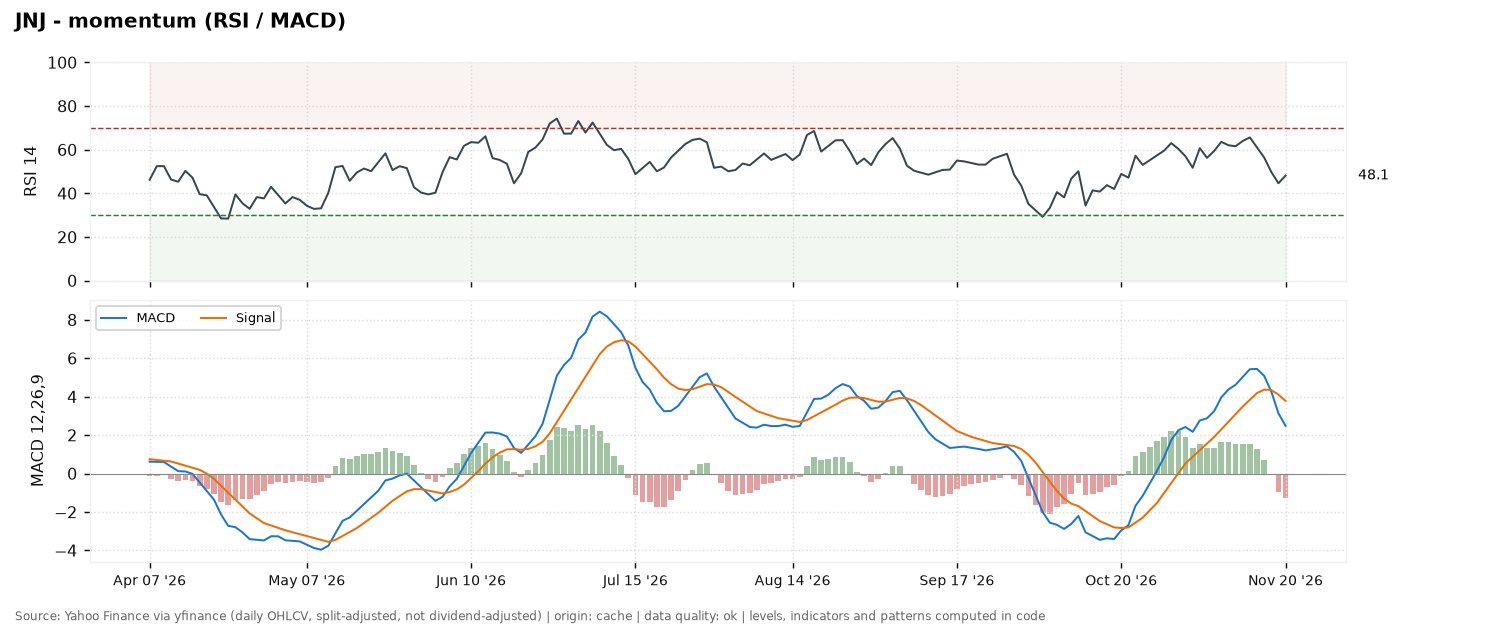 JNJ - momentum (RSI / MACD)
100
80
60
40
20
0
RSI 14
48.1
MACD
Signal
8
6
4
2
0
−2
−4
MACD 12,26,9
Apr 07 '26
May 07 '26
Jun 10 '26
Jul 15 '26
Aug 14 '26
Sep 17 '26
Oct 20 '26
Nov 20 '26
Source: Yahoo Finance via yfinance (daily OHLCV, split-adjusted, not dividend-adjusted) | origin: cache | data quality: ok | levels, indicators and patterns computed in code